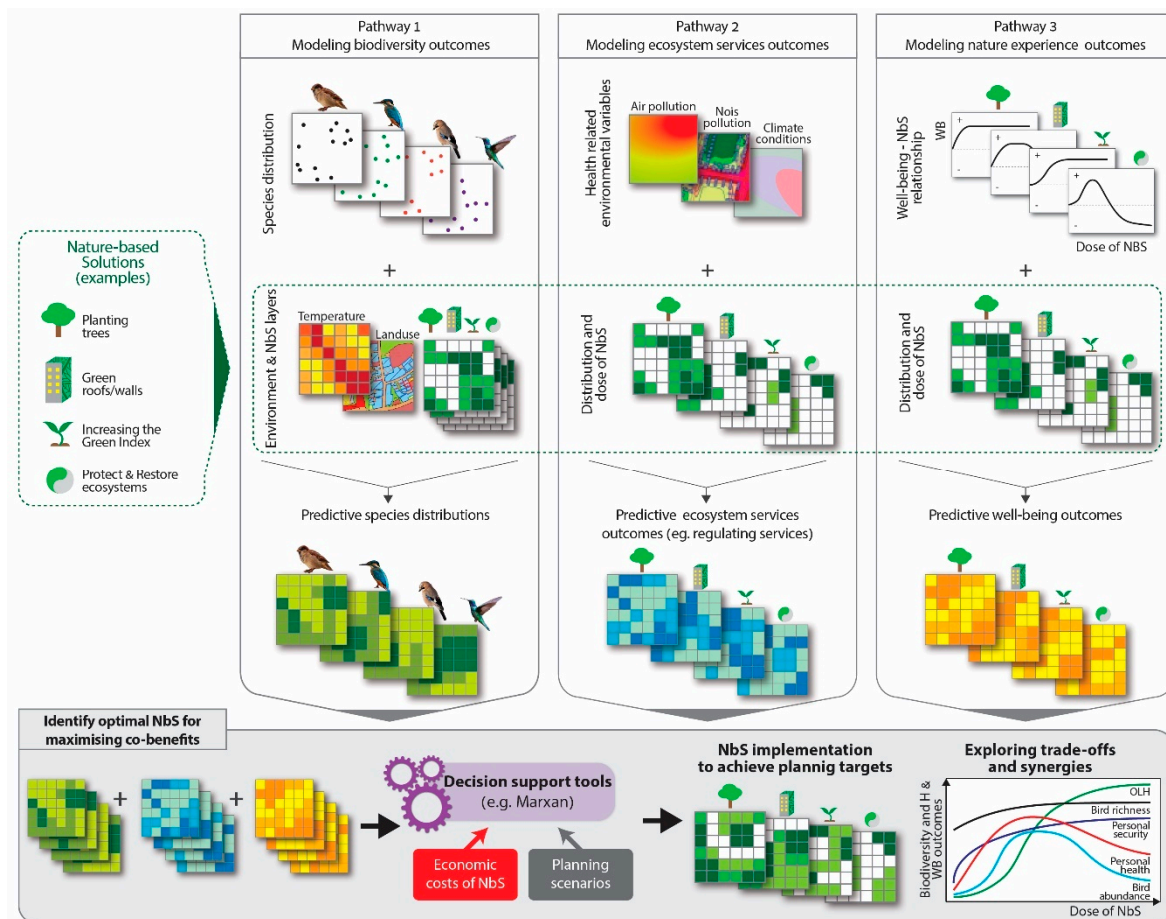 Pathway 1
Modeling biodiversity outcomes
Pathway 2
Modeling ecosystem services outcomes
Pathway 3
Modeling nature experience outcomes
Species distribution
Health related
environmental variables
Air pollution
Nois
pollution
Climate
conditions
Well-being - NbS
relationship
WB
+
-
+
+
-
+
-
Dose of NBS
+
+
+
Nature-based
Solutions
(examples)
Planting
trees
Green
roofs/walls
Increasing the
Green Index
Protect & Restore
ecosystems
Environment & NbS layers
Temperature
Landuse
Distribution and
dose of NbS
Distribution and
dose of NbS
Predictive species distributions
Predictive ecosystem services
outcomes (eg. regulating services)
Predictive well-being outcomes
Identify optimal NbS for
maximising co-benefits
+
+
Decision support tools
(e.g. Marxan)
Economic
costs of NbS
Planning
scenarios
NbS implementation
to achieve plannig targets
Exploring trade-offs
and synergies
Biodiversity and H &
WB outcomes
OLH
Bird richness
Personal
security
Personal
health
Bird
abundance
Dose of NbS